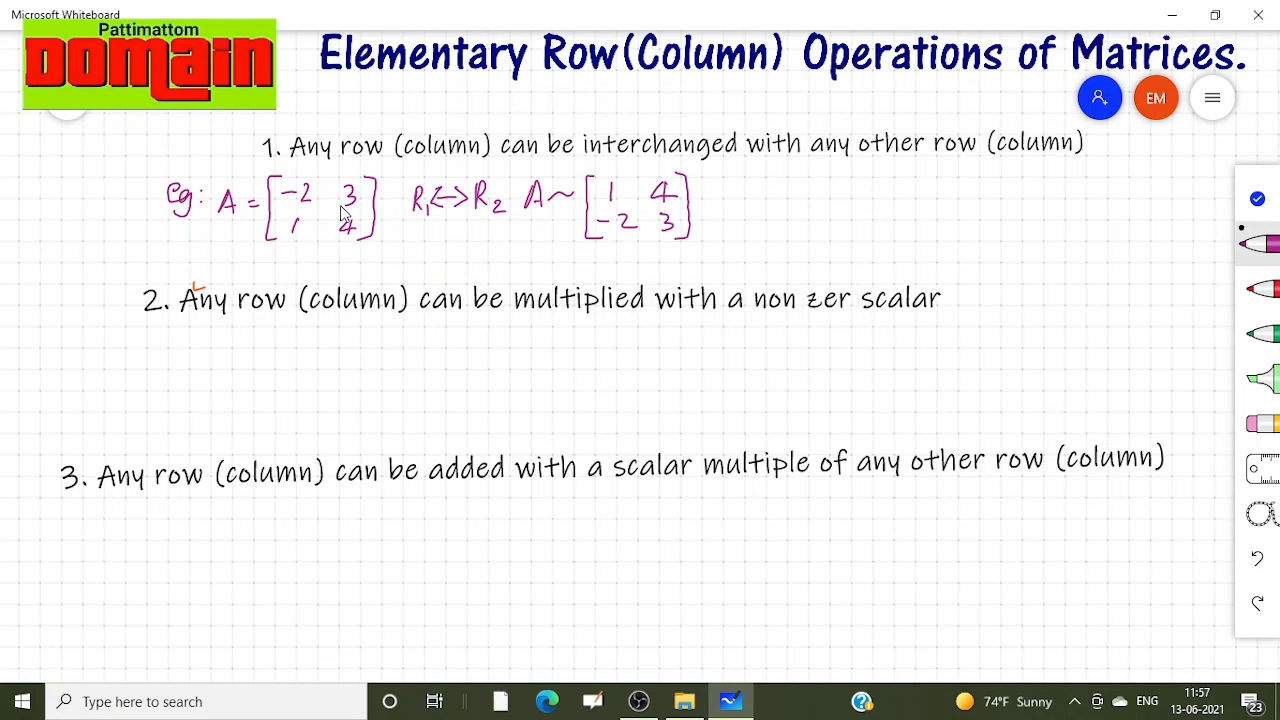 Microsoft Whiteboard
Pattimattom
Domain
Elementary Row(Column) Operations of Matrices.
EM
1. Any row (column) can be interchanged with any other row (column)
eg: A = [-2 3
1 4] R1<->R2 A ~ [1 4
-2 3]
2. Any row (column) can be multiplied with a non zer scalar
3. Any row (column) can be added with a scalar multiple of any other row (column)
Type here to search
74°F Sunny
ENG
11:57
13-06-2021
23